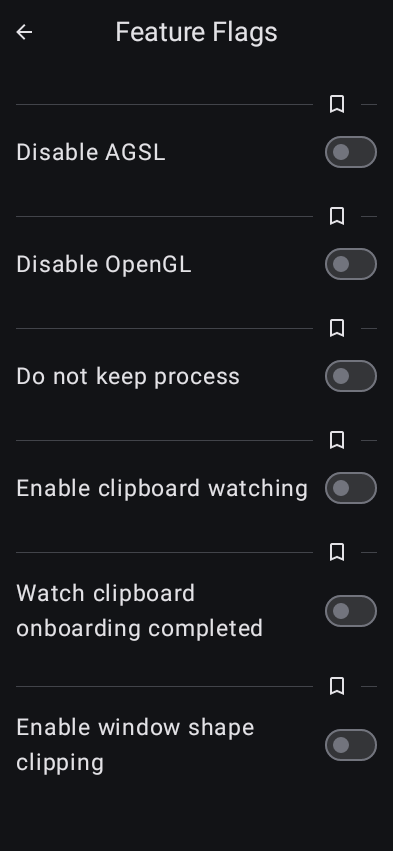 Feature Flags
Disable AGSL
Disable OpenGL
Do not keep process
Enable clipboard watching
Watch clipboard
onboarding completed
Enable window shape
clipping